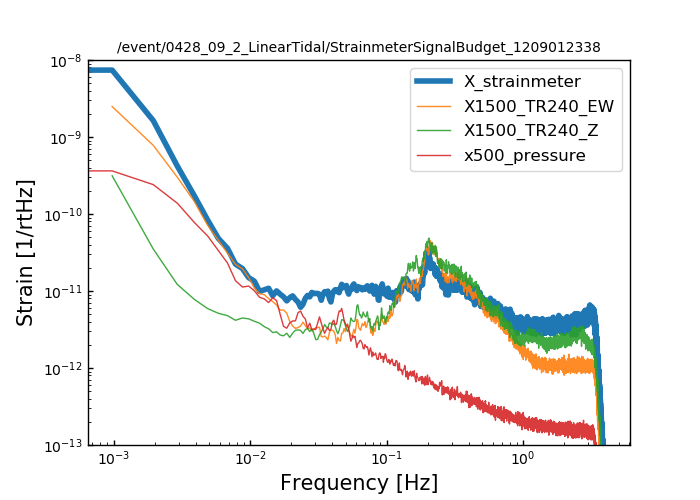 /event/0428_09_2_LinearTidal/StrainmeterSignalBudget_1209012338
X_strainmeter
X1500_TR240_EW
X1500_TR240_Z
x500_pressure
Strain [1/rtHz]
10⁻⁸
10⁻⁹
10⁻¹⁰
10⁻¹¹
10⁻¹²
10⁻¹³
10⁻³ 10⁻² 10⁻¹ 10⁰
Frequency [Hz]